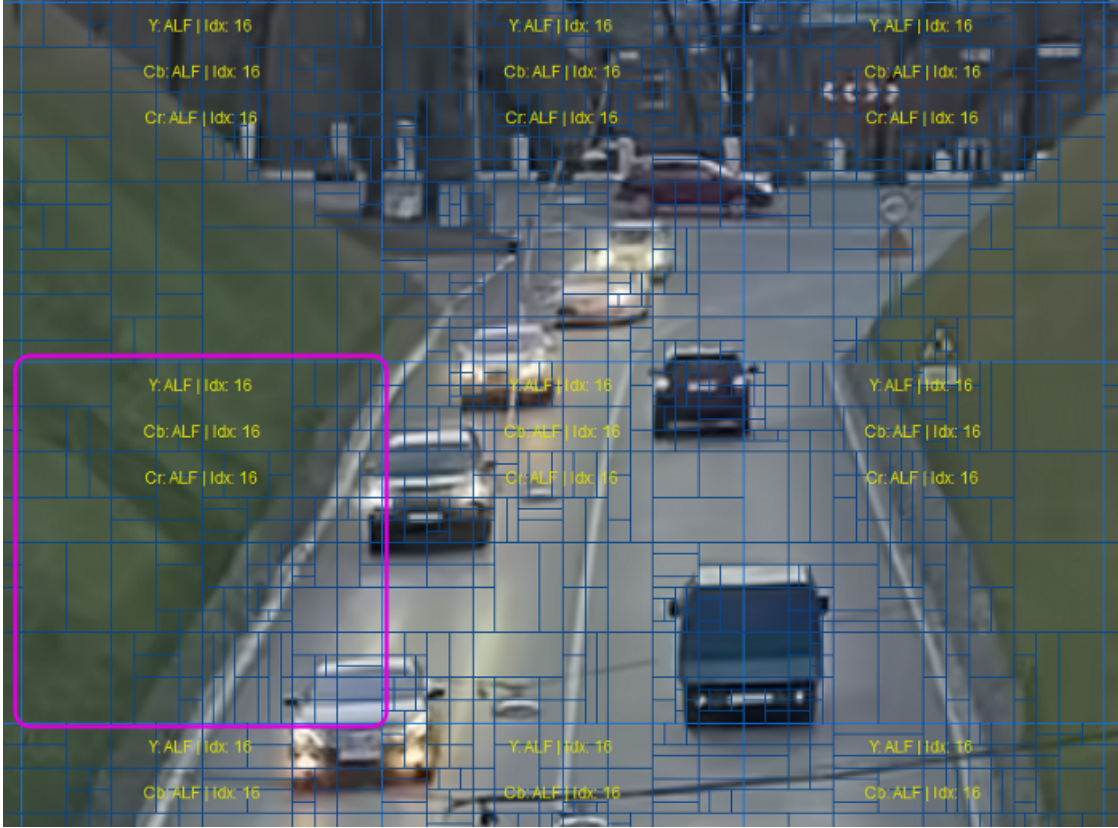 Y: ALF | Idx: 16 Y: ALF | Idx: 16 Y: ALF | Idx: 16
Cb: ALF | Idx: 16 Cb: ALF | Idx: 16 Cb: ALF | Idx: 16
Cr: ALF | Idx: 16 Cr: ALF | Idx: 16 Cr: ALF | Idx: 16
Y: ALF | Idx: 16 Y: ALF | Idx: 16 Y: ALF | Idx: 16
Cb: ALF | Idx: 16 Cb: ALF | Idx: 16 Cb: ALF | Idx: 16
Cr: ALF | Idx: 16 Cr: ALF | Idx: 16 Cr: ALF | Idx: 16
Y: ALF | Idx: 16 Y: ALF | Idx: 16 Y: ALF | Idx: 16
Cb: ALF | Idx: 16 Cb: ALF | Idx: 16 Cb: ALF | Idx: 16